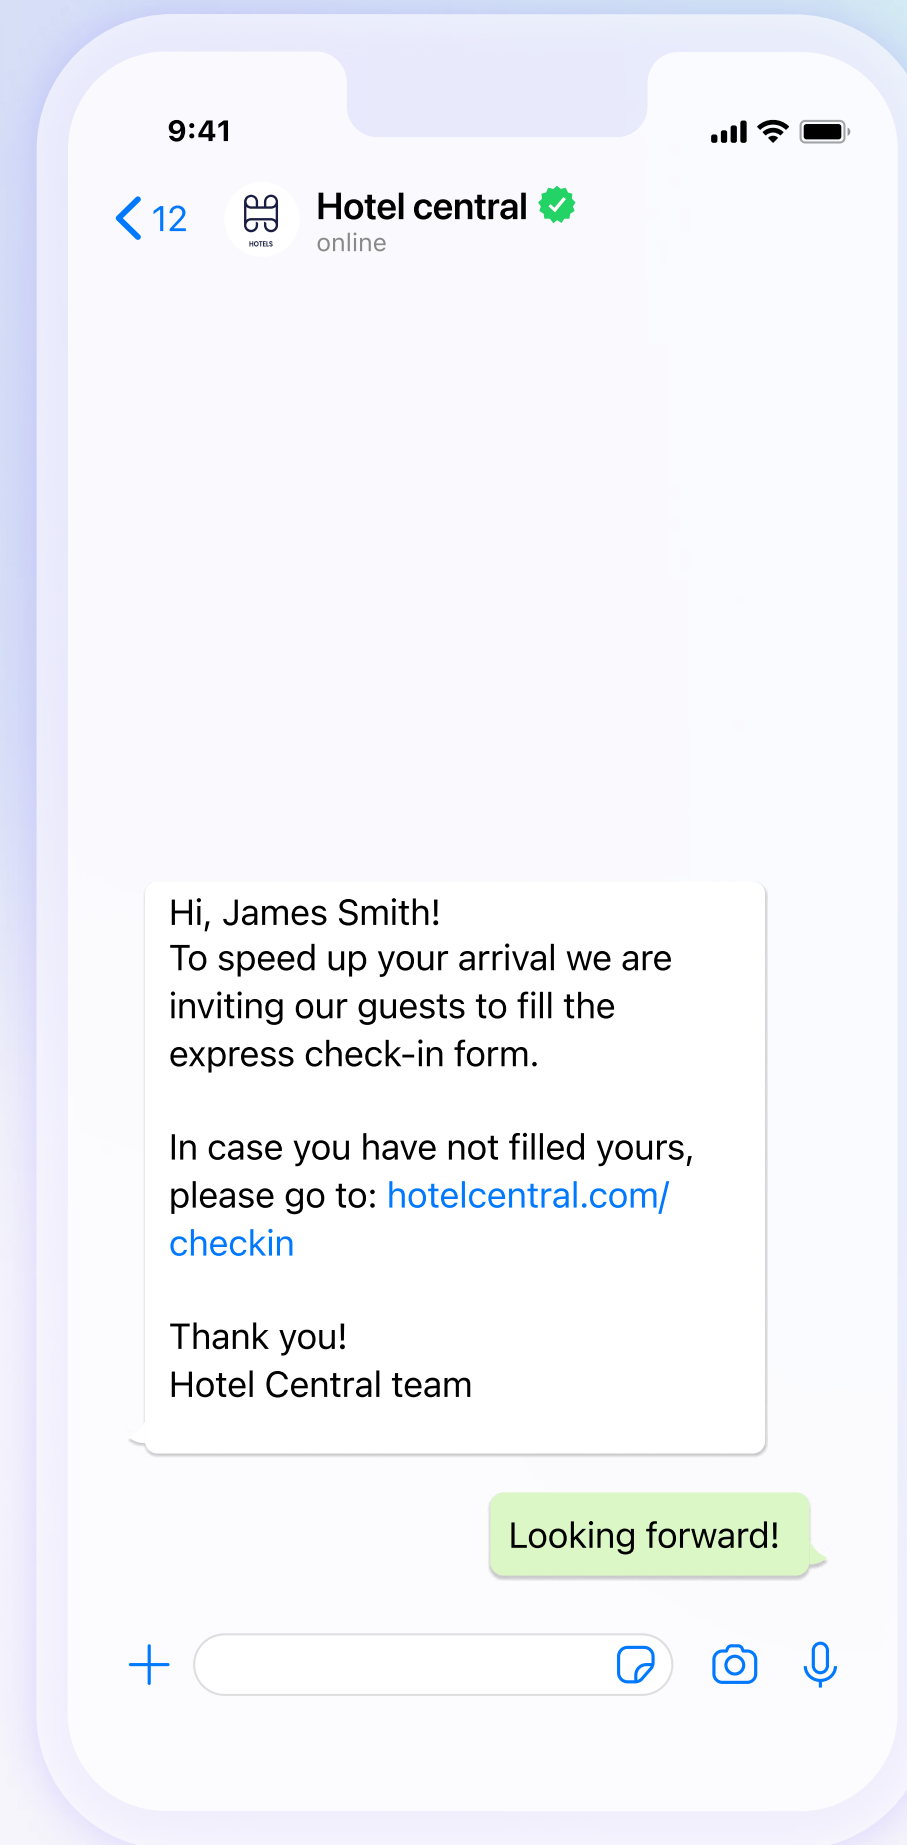 9:41
12
HOTELS
Hotel central
online
Hi, James Smith!
To speed up your arrival we are
inviting our guests to fill the
express check-in form.
In case you have not filled yours,
please go to: hotelcentral.com/
checkin
Thank you!
Hotel Central team
Looking forward!